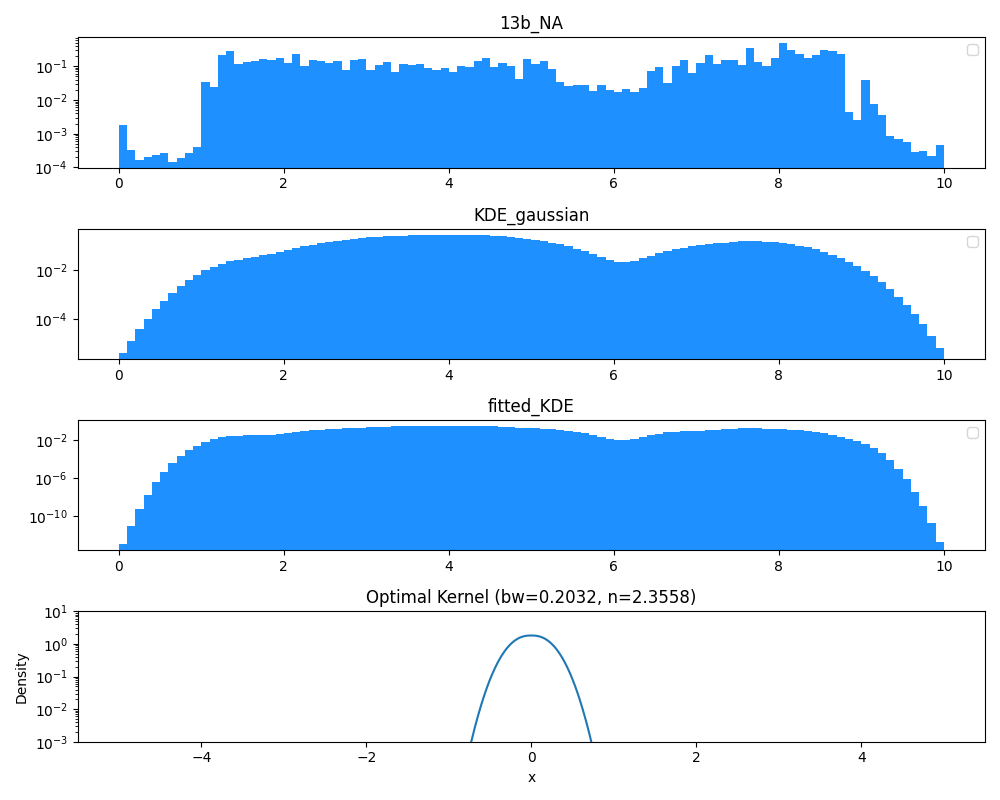 13b_NA
10⁻¹
10⁻²
10⁻³
10⁻⁴
0 2 4 6 8 10
KDE_gaussian
10⁻²
10⁻⁴
0 2 4 6 8 10
fitted_KDE
10⁻²
10⁻⁶
10⁻¹⁰
0 2 4 6 8 10
Optimal Kernel (bw=0.2032, n=2.3558)
10¹
10⁰
10⁻¹
10⁻²
10⁻³
Density
−4 −2 0 2 4
x